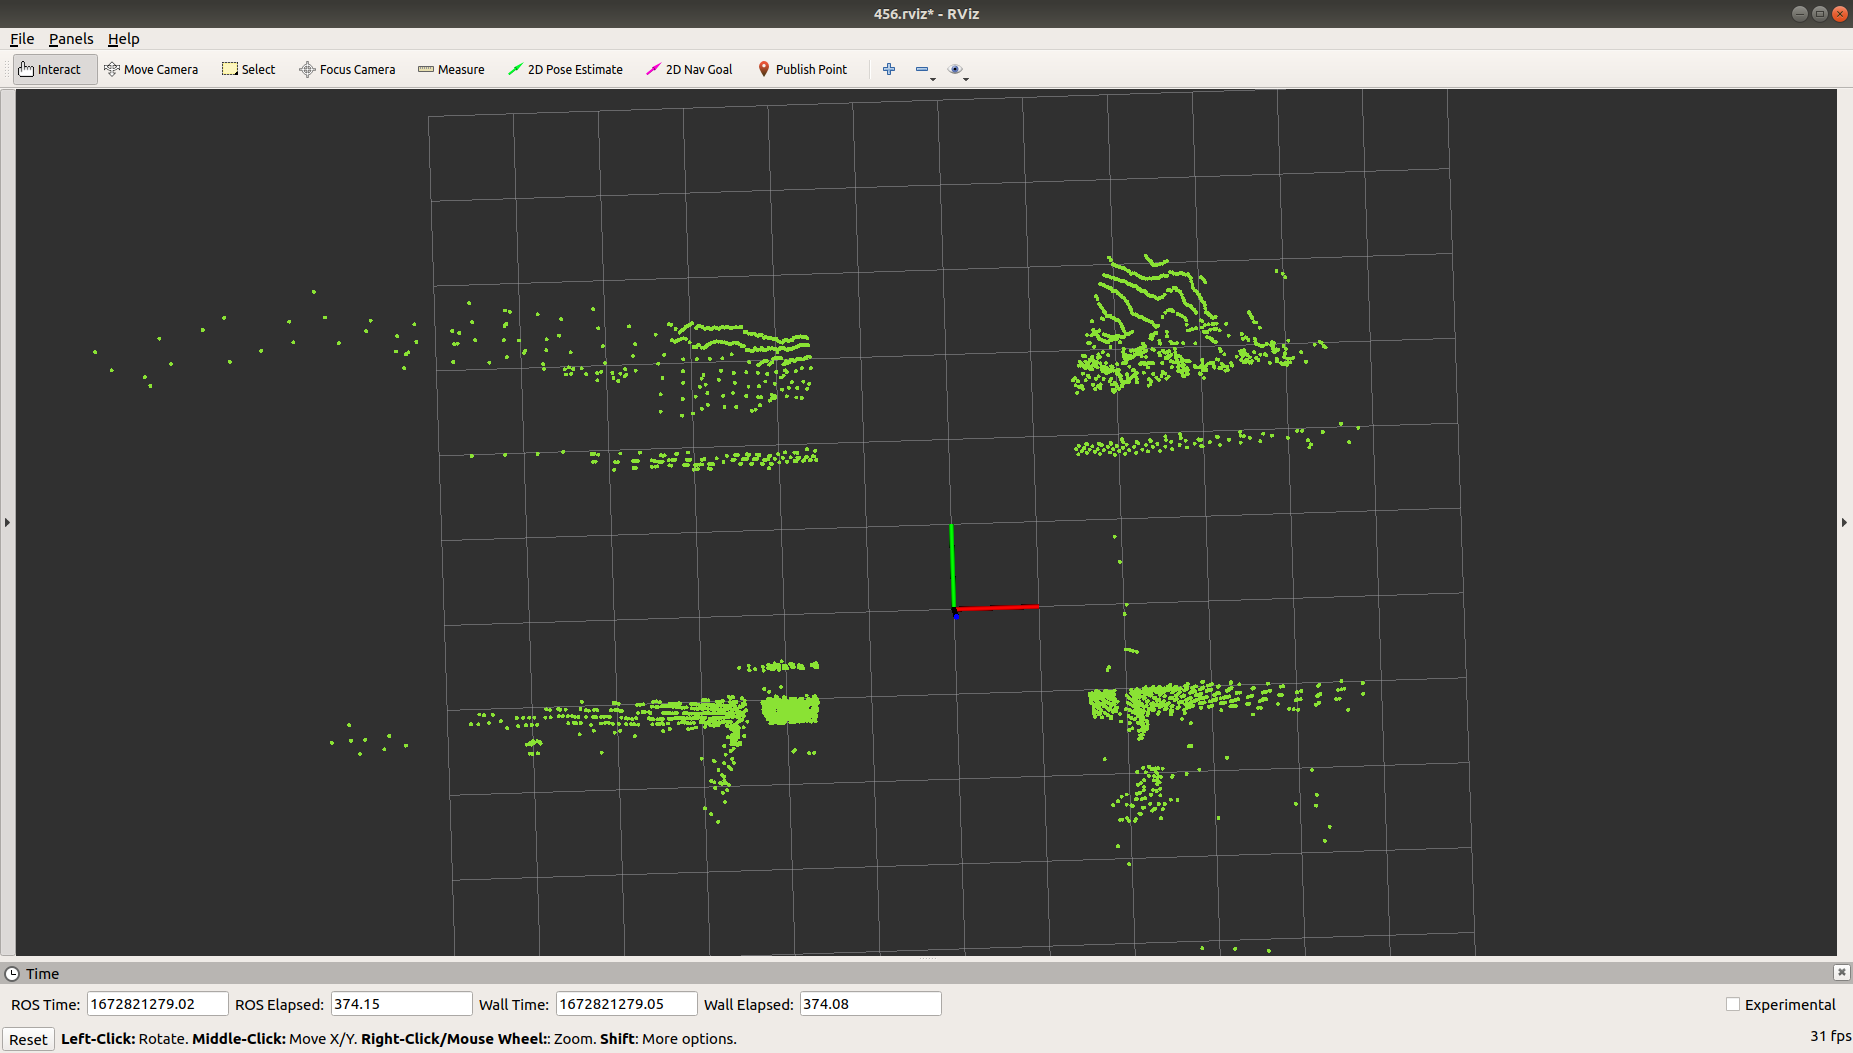 456.rviz* - RViz
File Panels Help
Interact Move Camera Select Focus Camera Measure 2D Pose Estimate 2D Nav Goal Publish Point
Time
ROS Time: 1672821279.02 ROS Elapsed: 374.15 Wall Time: 1672821279.05 Wall Elapsed: 374.08 Experimental
Reset Left-Click: Rotate. Middle-Click: Move X/Y. Right-Click/Mouse Wheel:: Zoom. Shift: More options. 31 fps